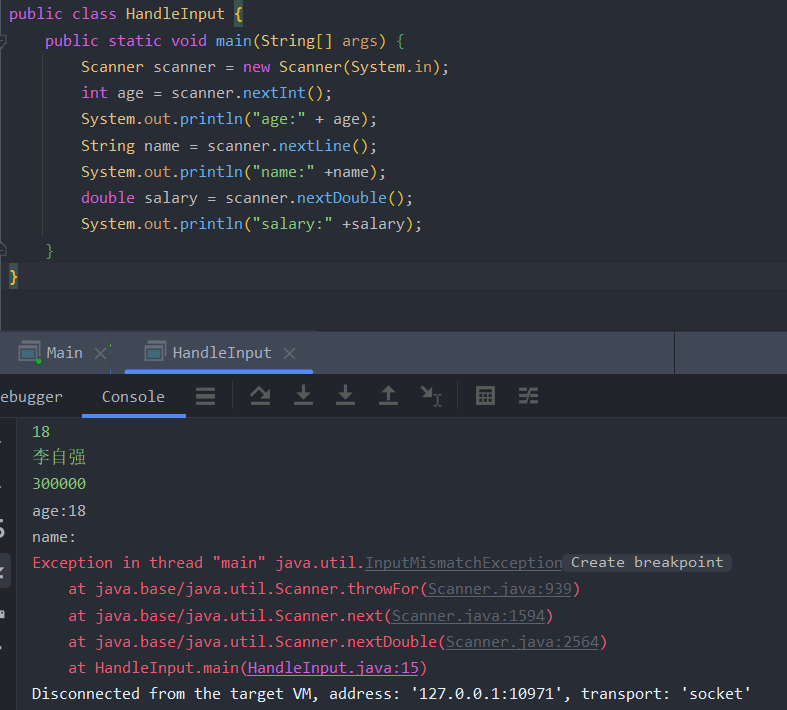 public class HandleInput {
public static void main(String[] args) {
Scanner scanner = new Scanner(System.in);
int age = scanner.nextInt();
System.out.println("age:" + age);
String name = scanner.nextLine();
System.out.println("name:" +name);
double salary = scanner.nextDouble();
System.out.println("salary:" +salary);
}
}
Main HandleInput
ebugger Console
18
李自强
300000
age:18
name:
Exception in thread "main" java.util.InputMismatchException Create breakpoint
at java.base/java.util.Scanner.throwFor(Scanner.java:939)
at java.base/java.util.Scanner.next(Scanner.java:1594)
at java.base/java.util.Scanner.nextDouble(Scanner.java:2564)
at HandleInput.main(HandleInput.java:15)
Disconnected from the target VM, address: '127.0.0.1:10971', transport: 'socket'